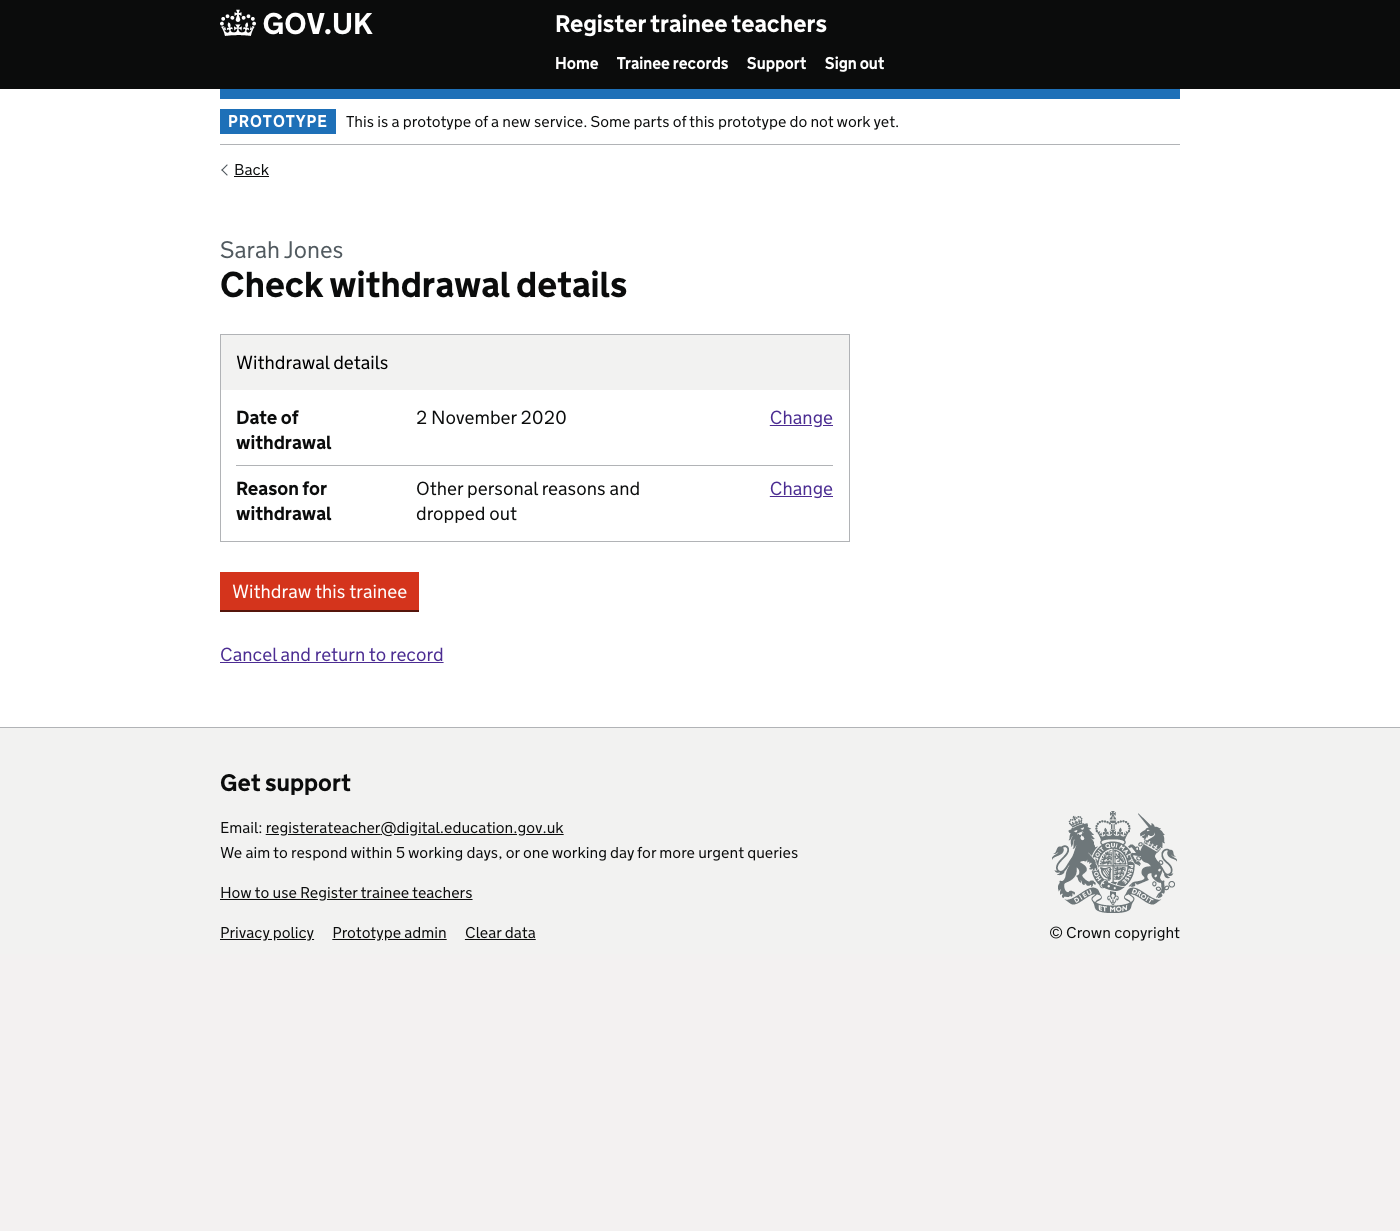 GOV.UK
Register trainee teachers
Home Trainee records Support Sign out
PROTOTYPE This is a prototype of a new service. Some parts of this prototype do not work yet.
Back
Sarah Jones
Check withdrawal details
Withdrawal details
Date of withdrawal 2 November 2020 Change
Reason for withdrawal Other personal reasons and dropped out Change
Withdraw this trainee
Cancel and return to record
Get support
Email: registerateacher@digital.education.gov.uk
We aim to respond within 5 working days, or one working day for more urgent queries
How to use Register trainee teachers
Privacy policy Prototype admin Clear data
DIEU ET MON DROIT
© Crown copyright